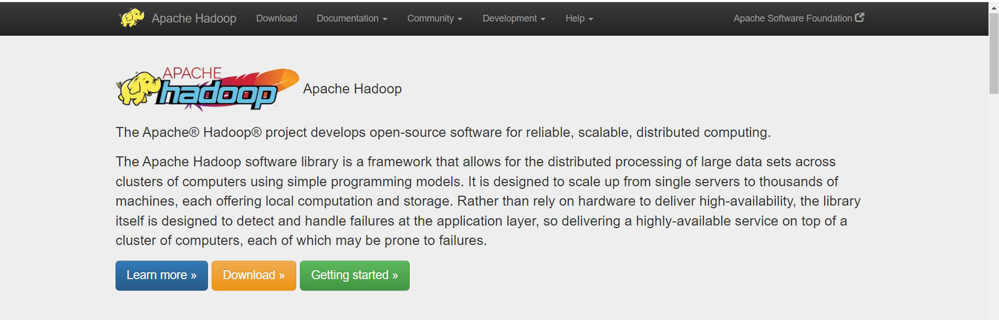 Apache Hadoop Download Documentation Community Development Help Apache Software Foundation
APACHE
hadoop
Apache Hadoop
The Apache® Hadoop® project develops open-source software for reliable, scalable, distributed computing.
The Apache Hadoop software library is a framework that allows for the distributed processing of large data sets across
clusters of computers using simple programming models. It is designed to scale up from single servers to thousands of
machines, each offering local computation and storage. Rather than rely on hardware to deliver high-availability, the library
itself is designed to detect and handle failures at the application layer, so delivering a highly-available service on top of a
cluster of computers, each of which may be prone to failures.
Learn more » Download » Getting started »